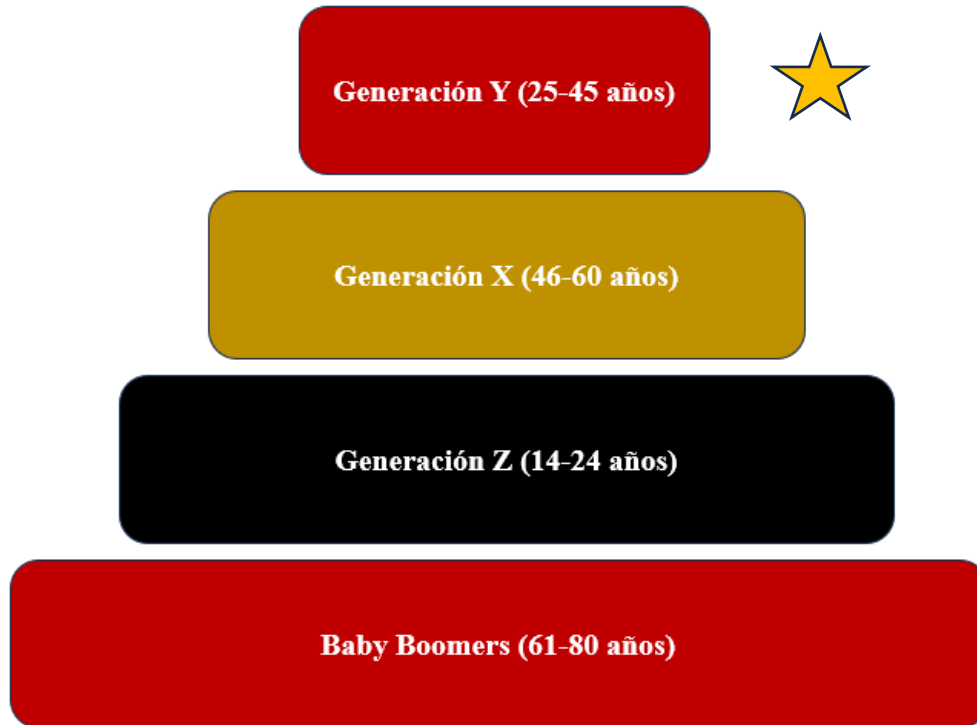 Generación Y (25-45 años)
Generación X (46-60 años)
Generación Z (14-24 años)
Baby Boomers (61-80 años)